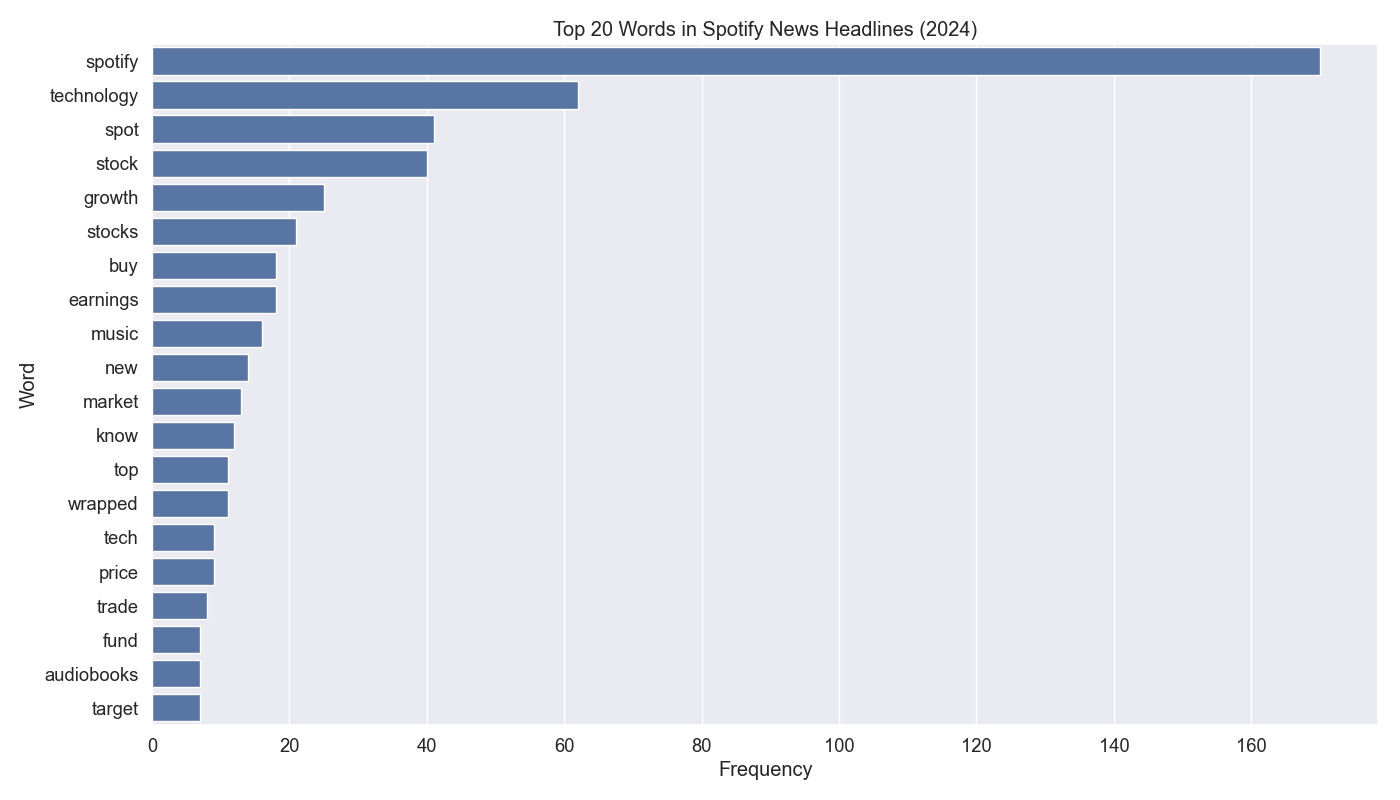 Top 20 Words in Spotify News Headlines (2024)
spotify
technology
spot
stock
growth
stocks
buy
earnings
music
new
market
know
top
wrapped
tech
price
trade
fund
audiobooks
target
Word
0 20 40 60 80 100 120 140 160
Frequency